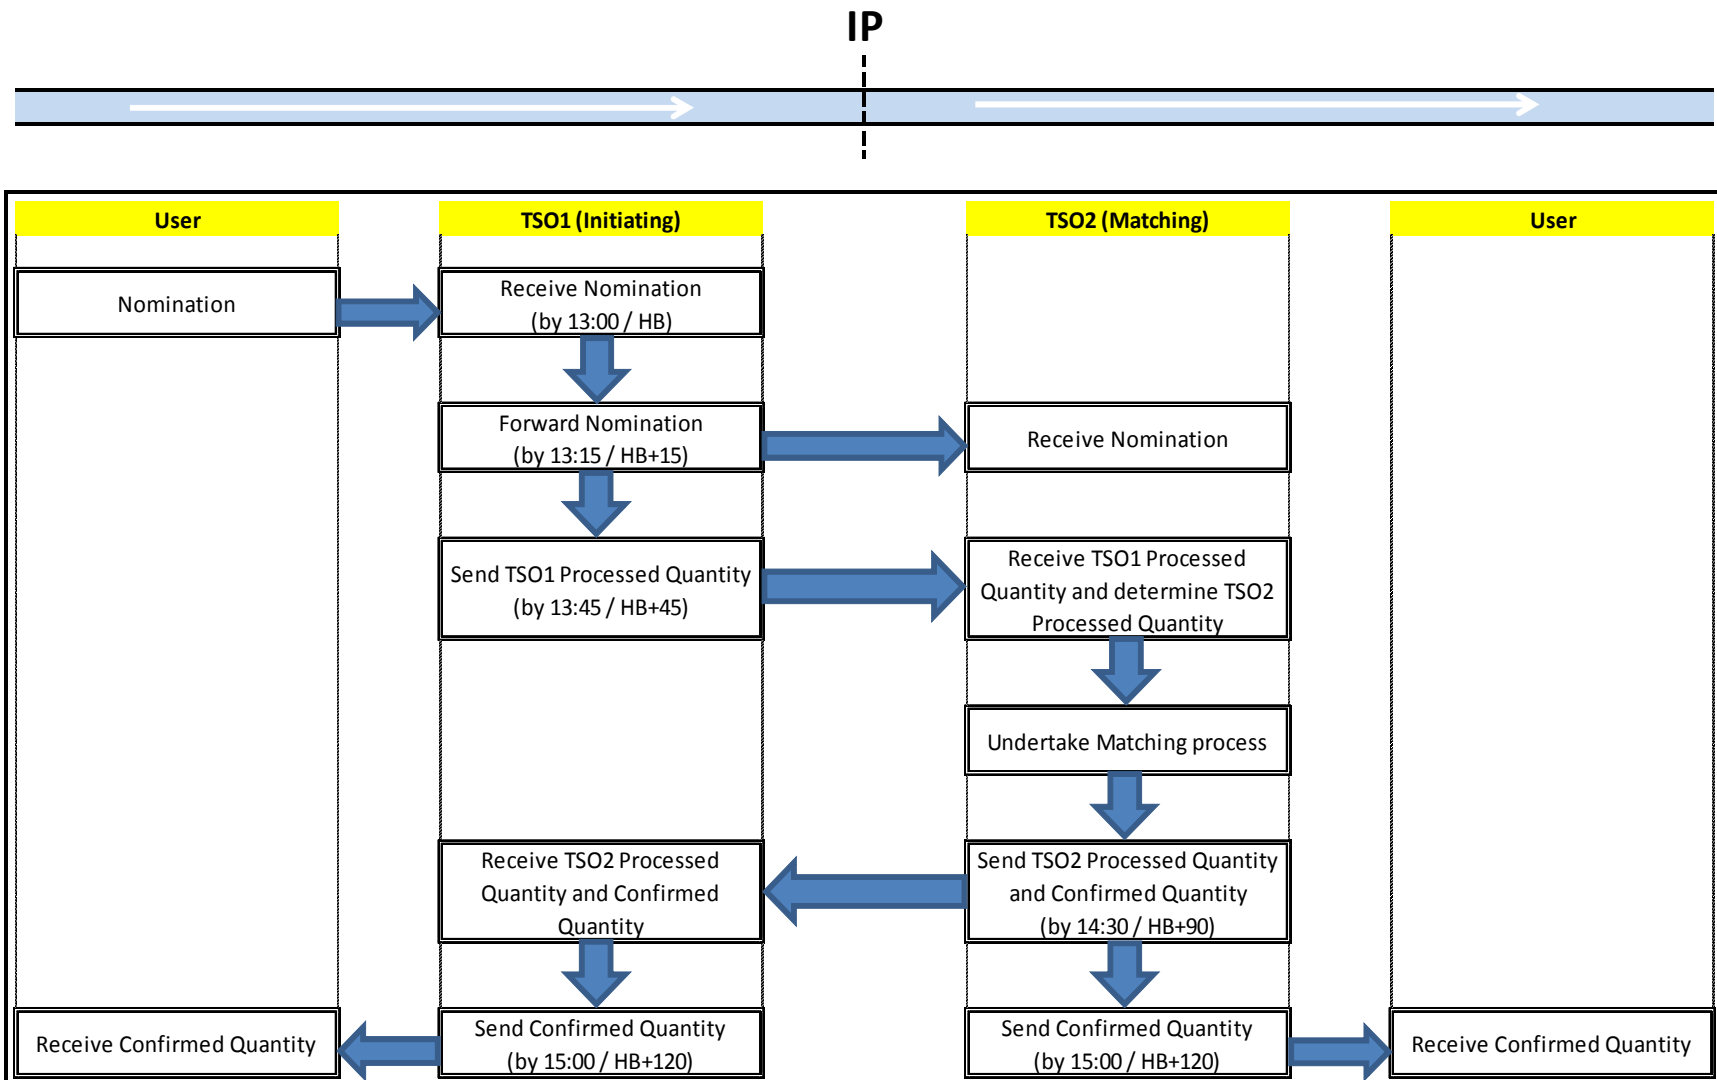 IP
User
TSO1 (Initiating)
TSO2 (Matching)
User
Nomination
Receive Nomination
(by 13:00 / HB)
Forward Nomination
(by 13:15 / HB+15)
Receive Nomination
Send TSO1 Processed Quantity
(by 13:45 / HB+45)
Receive TSO1 Processed
Quantity and determine TSO2
Processed Quantity
Undertake Matching process
Receive TSO2 Processed
Quantity and Confirmed
Quantity
Send TSO2 Processed Quantity
and Confirmed Quantity
(by 14:30 / HB+90)
Receive Confirmed Quantity
Send Confirmed Quantity
(by 15:00 / HB+120)
Send Confirmed Quantity
(by 15:00 / HB+120)
Receive Confirmed Quantity